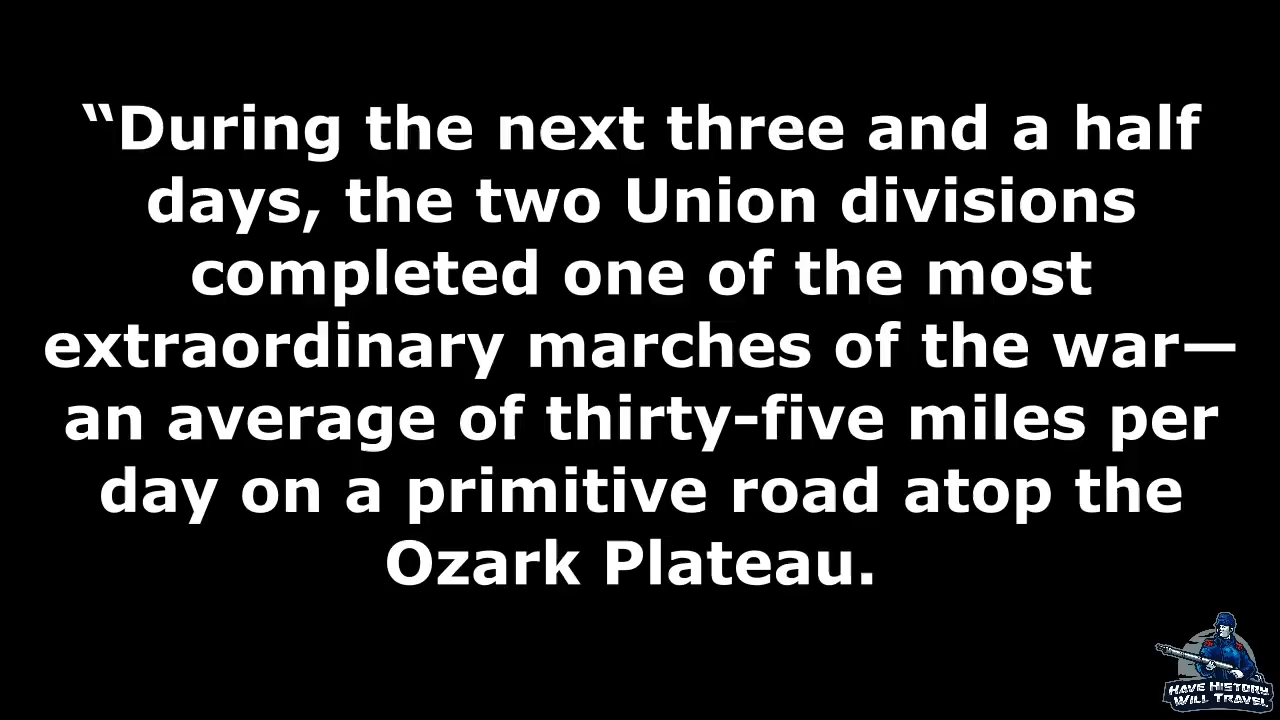 “During the next three and a half
days, the two Union divisions
completed one of the most
extraordinary marches of the war—
an average of thirty-five miles per
day on a primitive road atop the
Ozark Plateau.
HAVE HISTORY
WILL TRAVEL